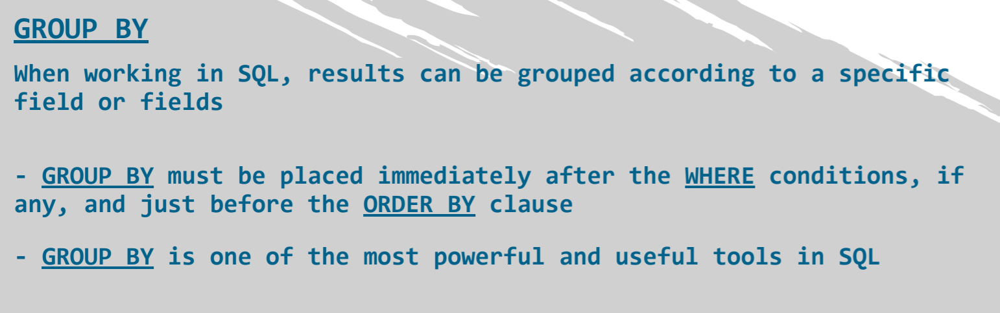 GROUP BY
When working in SQL, results can be grouped according to a specific
field or fields
- GROUP BY must be placed immediately after the WHERE conditions, if
any, and just before the ORDER BY clause
- GROUP BY is one of the most powerful and useful tools in SQL